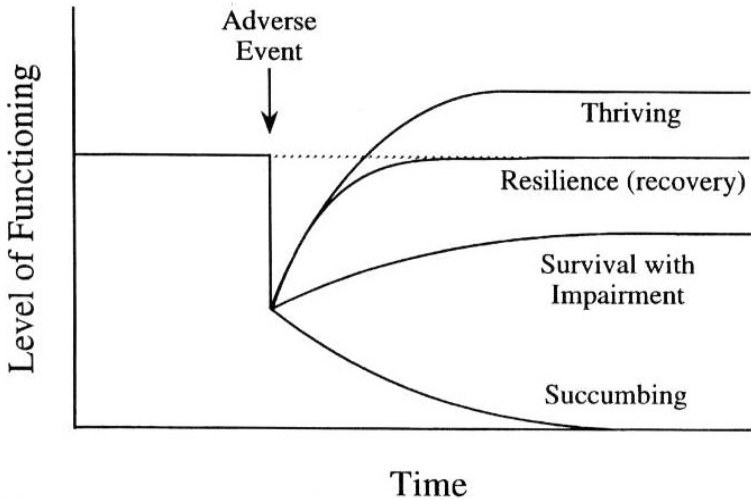 Adverse
Event
Level of Functioning
Thriving
Resilience (recovery)
Survival with
Impairment
Succumbing
Time